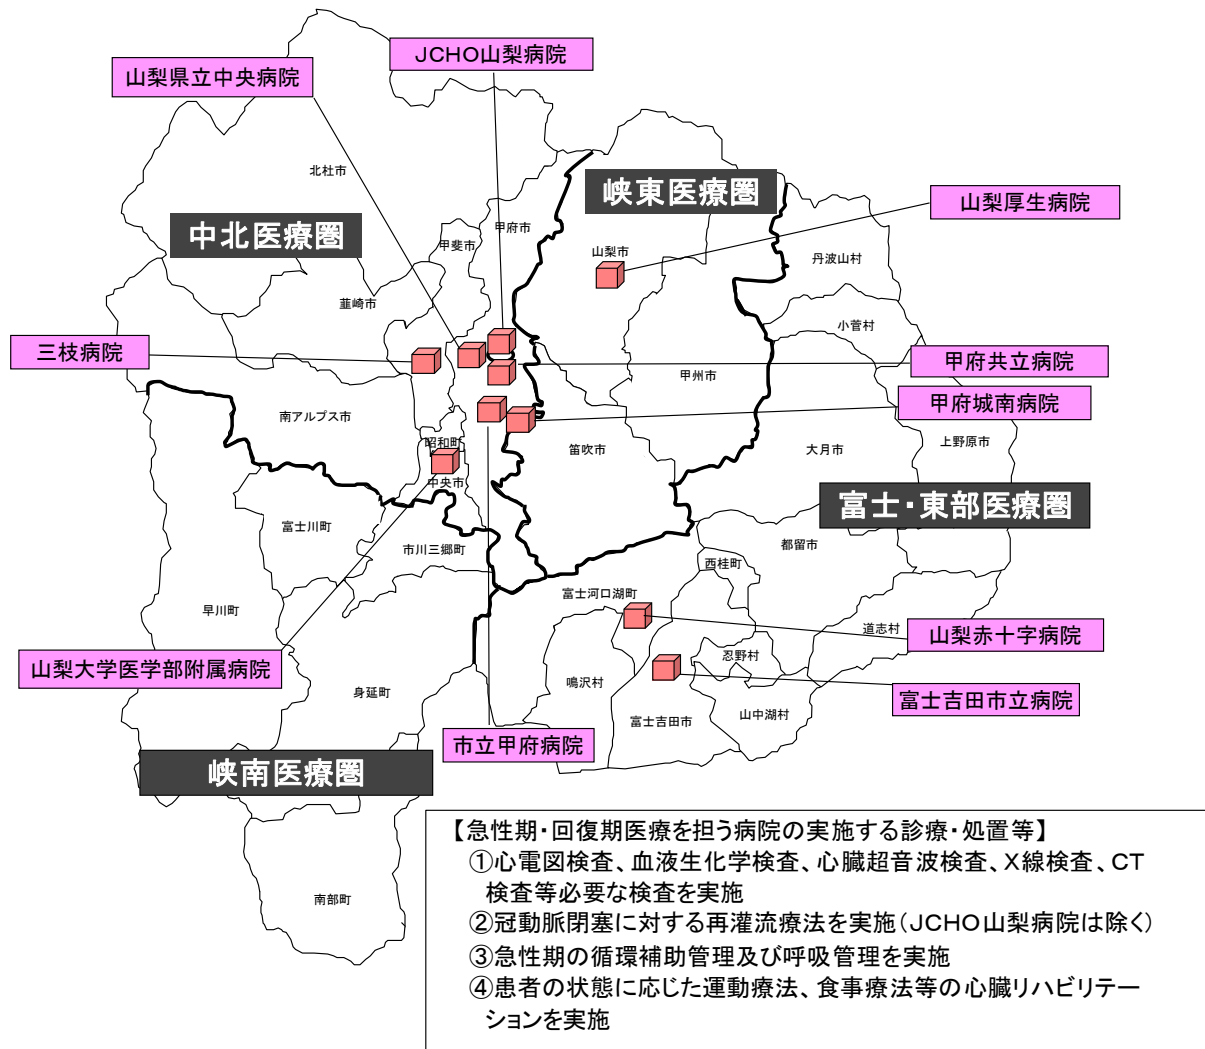 JCHO山梨病院
山梨県立中央病院
北杜市
峡東医療圏
山梨厚生病院
中北医療圏
甲府市
甲斐市
山梨市
丹波山村
韮崎市
小菅村
三枝病院
甲府共立病院
甲州市
甲府城南病院
南アルプス市
昭和町
笛吹市
大月市
上野原市
中央市
富士・東部医療圏
富士川町
市川三郷町
都留市
西桂町
富士河口湖町
早川町
道志村
山梨赤十字病院
忍野村
山梨大学医学部附属病院
鳴沢村
身延町
富士吉田市立病院
山中湖村
富士吉田市
市立甲府病院
峡南医療圏
南部町
【急性期・回復期医療を担う病院の実施する診療・処置等】
①心電図検査、血液生化学検査、心臓超音波検査、X線検査、CT
検査等必要な検査を実施
②冠動脈閉塞に対する再灌流療法を実施(JCHO山梨病院は除く)
③急性期の循環補助管理及び呼吸管理を実施
④患者の状態に応じた運動療法、食事療法等の心臓リハビリテー
ションを実施